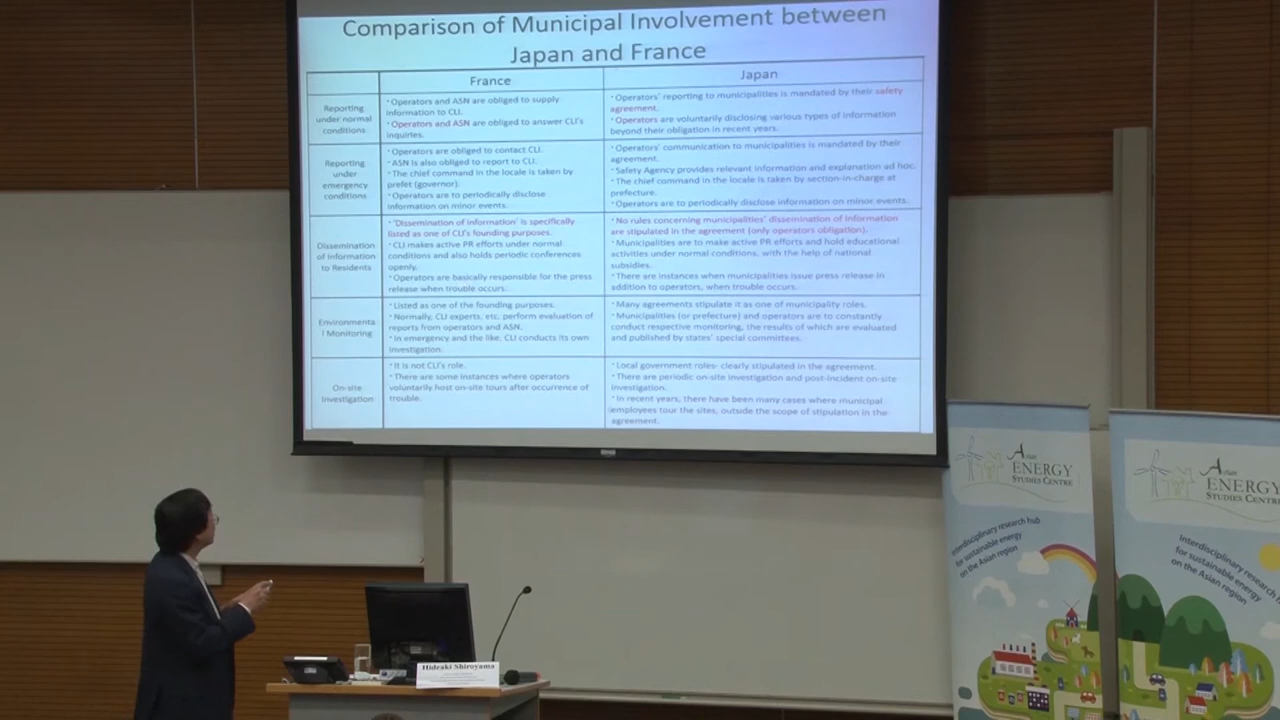 Comparison of Municipal Involvement between
Japan and France
France
Japan
Reporting
under normal
conditions
・Operators and ASN are obliged to supply
information to CLI.
・Operators and ASN are obliged to answer CLI's
inquiries.
・Operators' reporting to municipalities is mandated by their safety
agreement.
・Operators are voluntarily disclosing various types of information
beyond their obligation in recent years.
Reporting
under
emergency
conditions
・Operators are obliged to contact CLI.
・ASN is also obliged to report to CLI.
・The chief command in the locale is taken by
prefet (governor).
・Operators are to periodically disclose
information on minor events.
・Operators' communication to municipalities is mandated by their
agreement.
・Safety Agency provides relevant information and explanation ad hoc.
・The chief command in the locale is taken by section-in-charge at
prefecture.
・Operators are to periodically disclose information on minor events.
Dissemination
of Information
to Residents
・'Dissemination of information' is specifically
listed as one of CLI's founding purposes.
・CLI makes active PR efforts under normal
conditions and also holds periodic conferences
openly.
・Operators are basically responsible for the press
release when trouble occurs.
・No rules concerning municipalities' dissemination of information
are stipulated in the agreement (only operators obligation).
・Municipalities are to make active PR efforts and hold educational
activities under normal conditions, with the help of national
subsidies.
・There are instances when municipalities issue press release in
addition to operators, when trouble occurs.
Environmenta
l Monitoring
・Listed as one of the founding purposes.
・Normally, CLI experts, etc. perform evaluation of
reports from operators and ASN.
・In emergency and the like, CLI conducts its own
investigation.
・Many agreements stipulate it as one of municipality roles.
・Municipalities (or prefecture) and operators are to constantly
conduct respective monitoring, the results of which are evaluated
and published by states' special committees.
On-site
Investigation
・It is not CLI's role.
・There are some instances where operators
voluntarily host on-site tours after occurrence of
trouble.
・Local government roles- clearly stipulated in the agreement.
・There are periodic on-site investigation and post-incident on-site
investigation.
・In recent years, there have been many cases where municipal
employees tour the sites, outside the scope of stipulation in the
agreement.
Asian
ENERGY
STUDIES CENTRE
Interdisciplinary research hub
for sustainable energy
on the Asian region
Asian
ENERGY
STUDIES CENTRE
Interdisciplinary research
for sustainable energy
on the Asian region
Hideaki Shiroyama